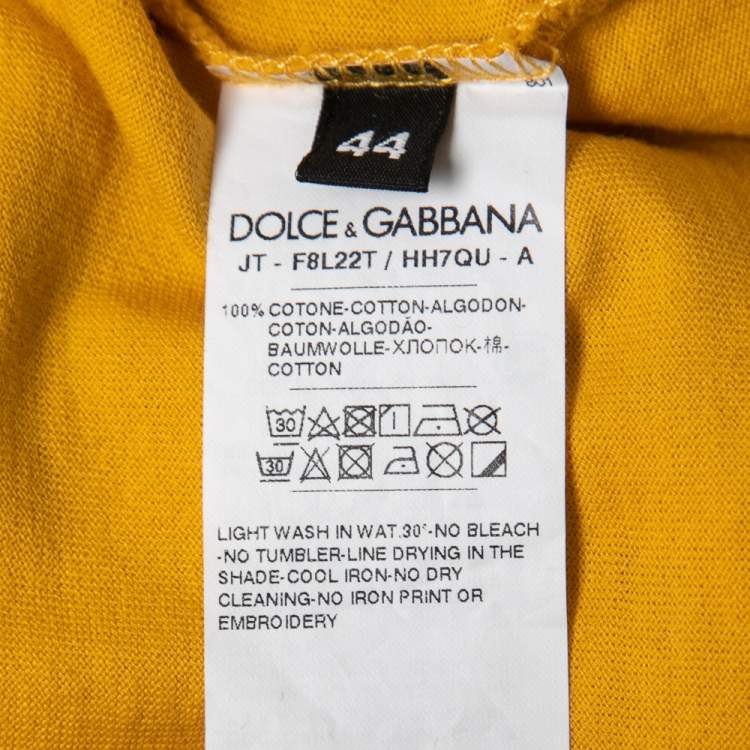 801
44
DOLCE & GABBANA
JT - F8L22T / HH7QU - A
100% COTONE-COTTON-ALGODON-
COTON-ALGODÃO-
BAUMWOLLE-ХЛОПОК-棉-
COTTON
30
30
LIGHT WASH IN WAT.30°-NO BLEACH
-NO TUMBLER-LINE DRYING IN THE
SHADE-COOL IRON-NO DRY
CLEANING-NO IRON PRINT OR
EMBROIDERY